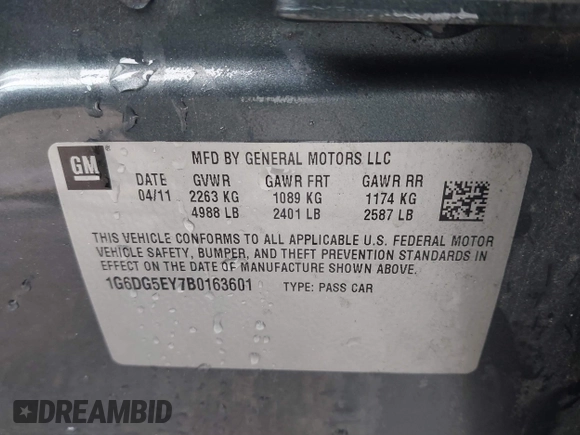 GM
MFD BY GENERAL MOTORS LLC
DATE GVWR GAWR FRT GAWR RR
04/11 2263 KG 1089 KG 1174 KG
4988 LB 2401 LB 2587 LB
THIS VEHICLE CONFORMS TO ALL APPLICABLE U.S. FEDERAL MOTOR
VEHICLE SAFETY, BUMPER, AND THEFT PREVENTION STANDARDS IN
EFFECT ON THE DATE OF MANUFACTURE SHOWN ABOVE.
1G6DG5EY7B0163601 TYPE: PASS CAR
DREAMBID